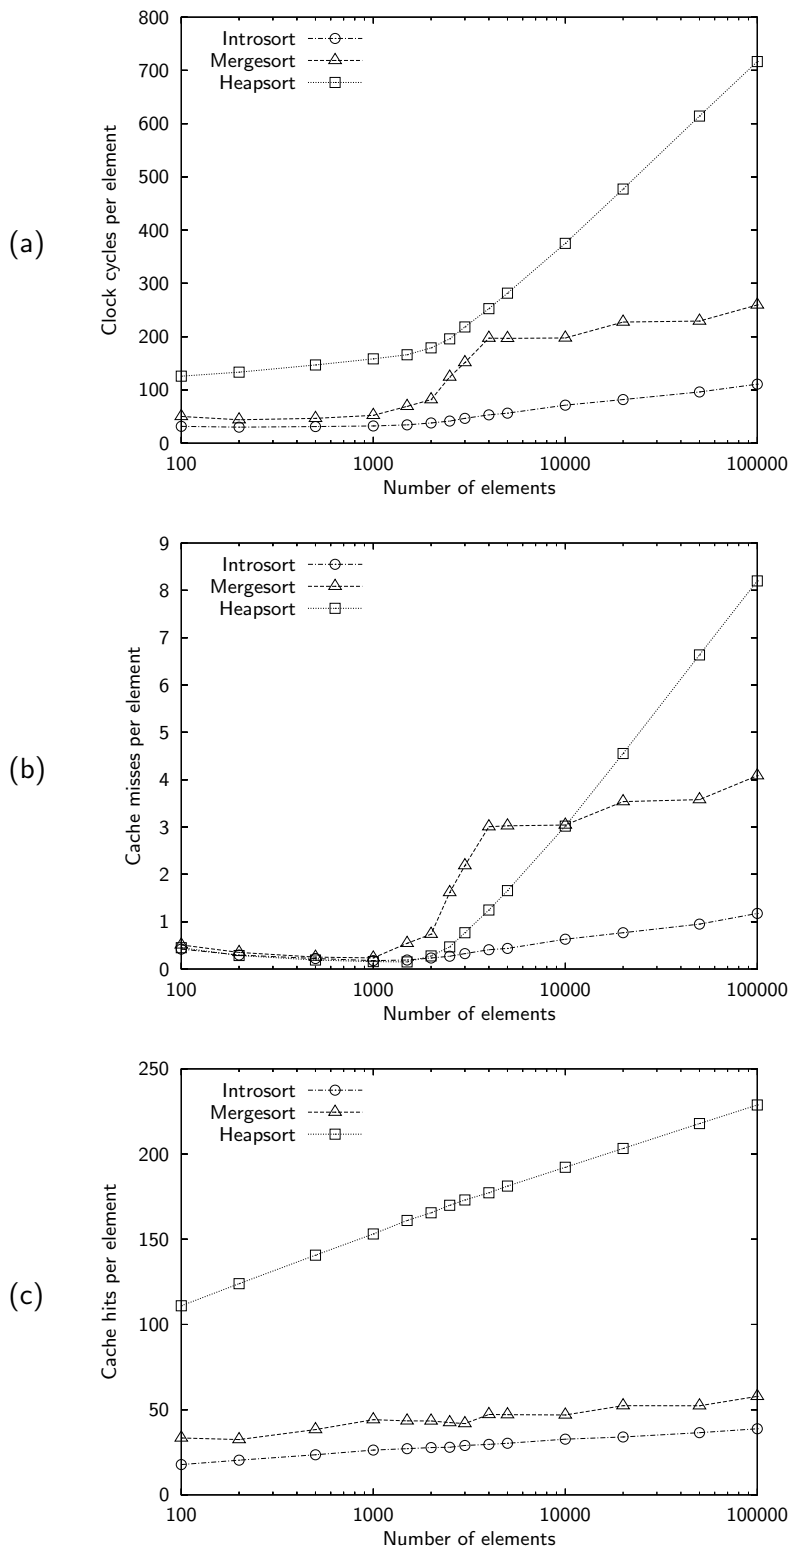 (a)
Clock cycles per element
800
700
600
500
400
300
200
100
0
Introsort
Mergesort
Heapsort
100 1000 10000 100000
Number of elements
(b)
Cache misses per element
9
8
7
6
5
4
3
2
1
0
Introsort
Mergesort
Heapsort
100 1000 10000 100000
Number of elements
(c)
Cache hits per element
250
200
150
100
50
0
Introsort
Mergesort
Heapsort
100 1000 10000 100000
Number of elements